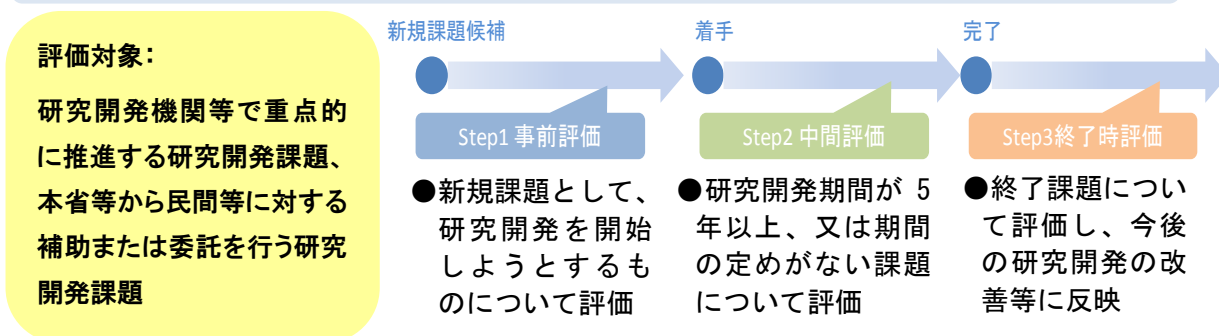 評価対象:
研究開発機関等で重点的
に推進する研究開発課題、
本省等から民間等に対する
補助または委託を行う研究
開発課題
新規課題候補
Step1 事前評価
●新規課題として、
研究開発を開始
しようとするも
のについて評価
着手
Step2 中間評価
●研究開発期間が 5
年以上、又は期間
の定めがない課題
について評価
完了
Step3終了時評価
●終了課題につい
て評価し、今後
の研究開発の改
善等に反映